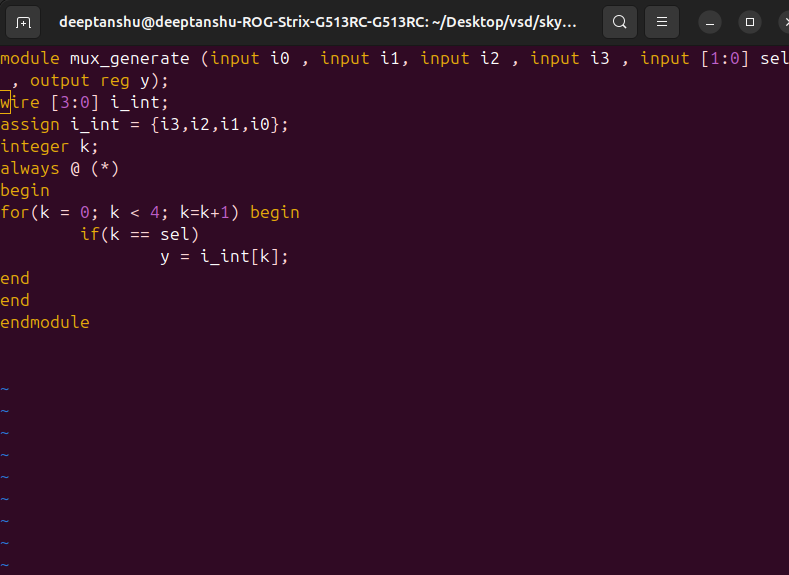 deeptanshu@deeptanshu-ROG-Strix-G513RC-G513RC: ~/Desktop/vsd/sky...
module mux_generate (input i0 , input i1, input i2 , input i3 , input [1:0] sel
 , output reg y);
wire [3:0] i_int;
assign i_int = {i3,i2,i1,i0};
integer k;
always @ (*)
begin
for(k = 0; k < 4; k=k+1) begin
        if(k == sel)
                y = i_int[k];
end
end
endmodule
~
~
~
~
~
~
~
~
~